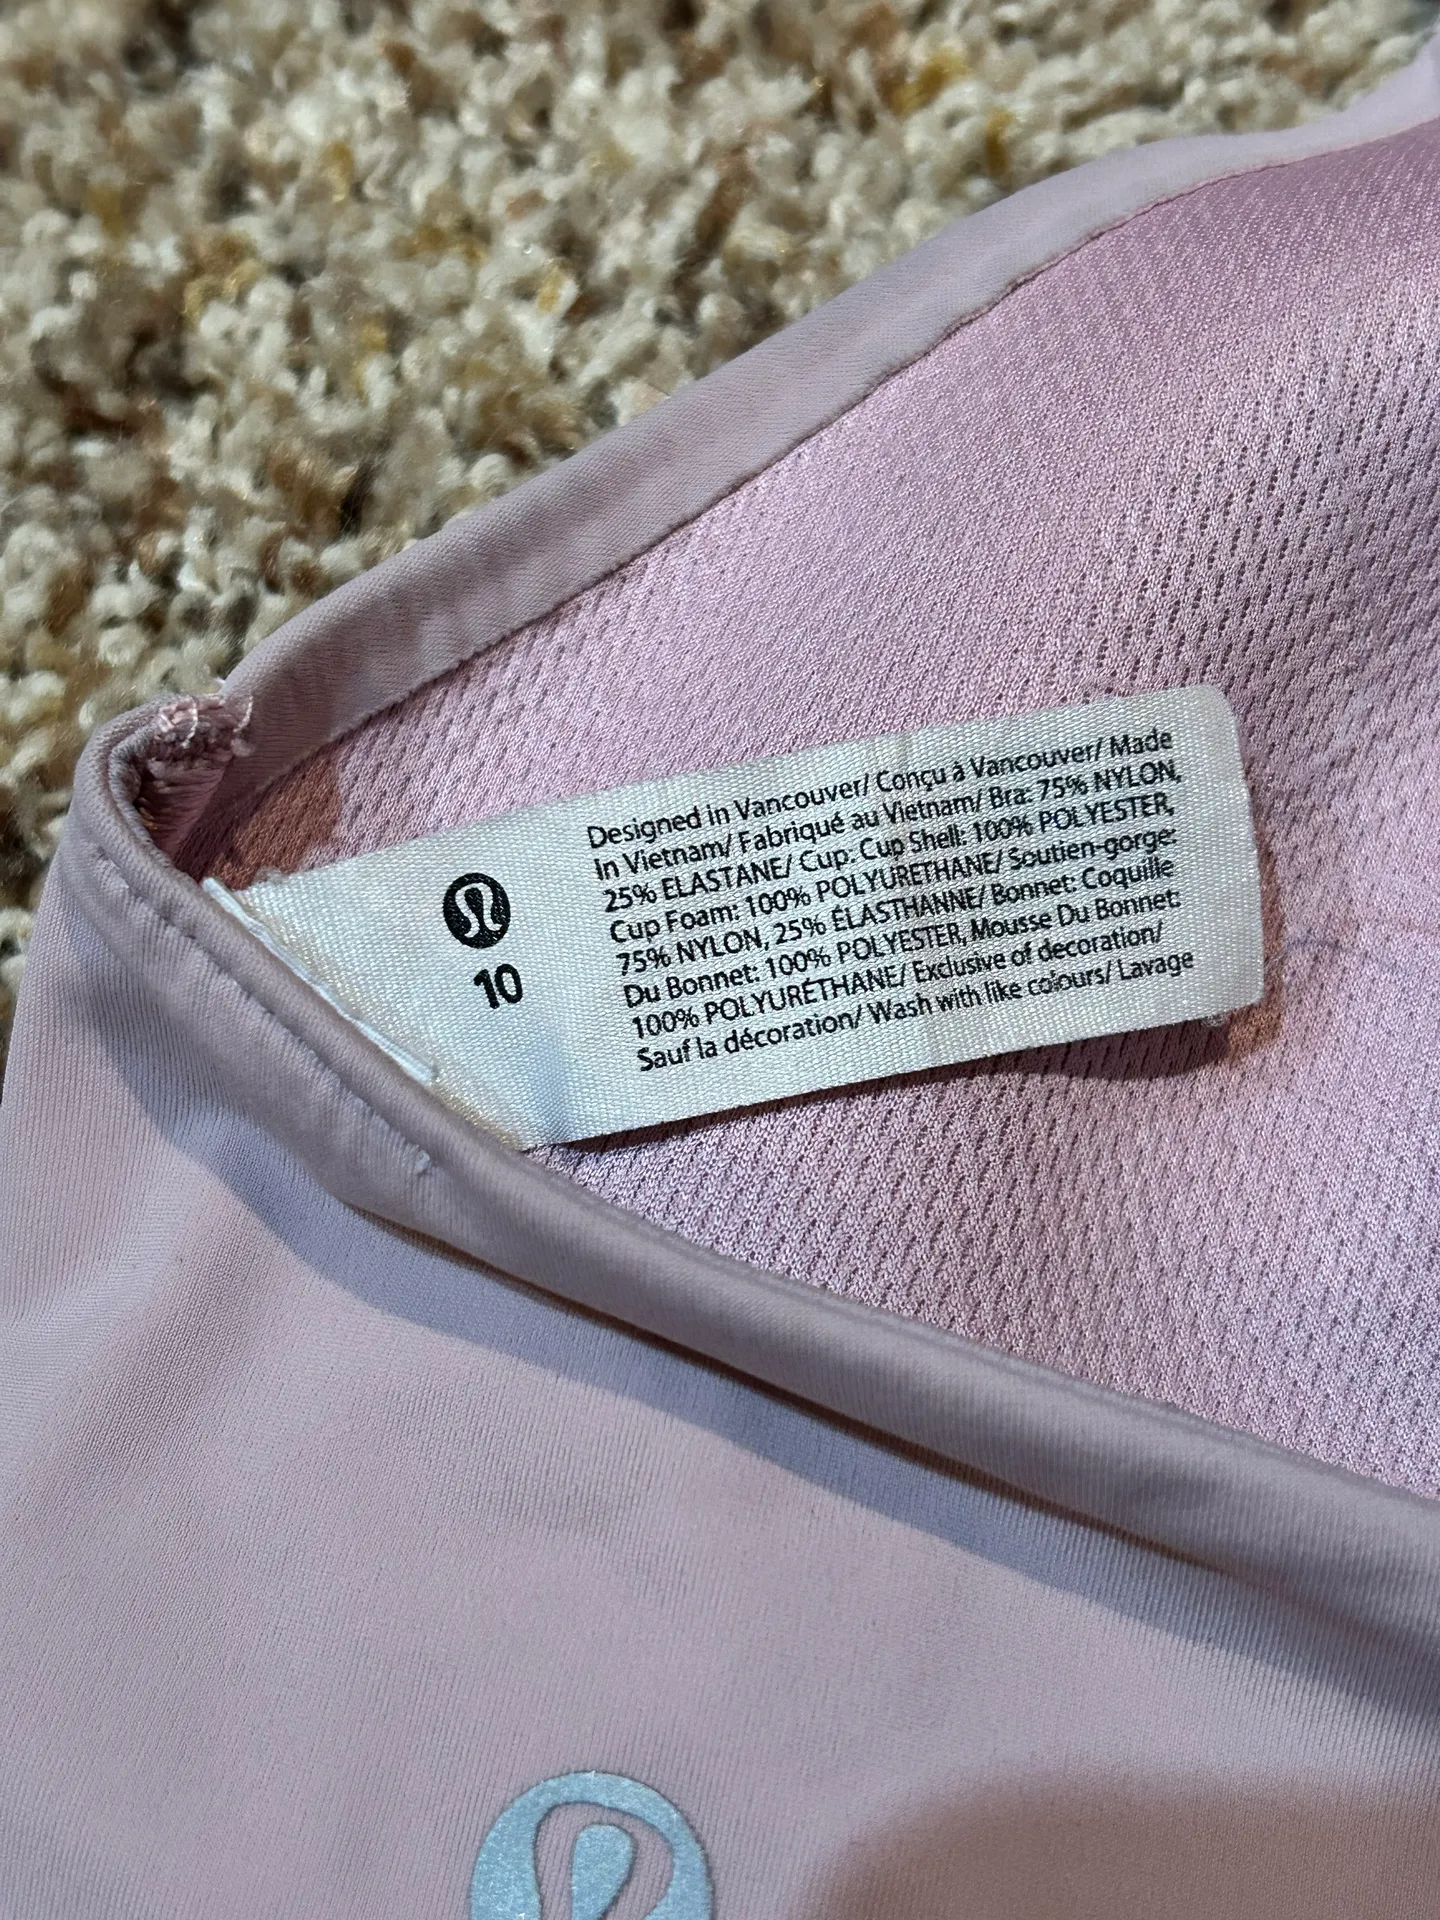 10
Designed in Vancouver/ Conçu à Vancouver/ Made
In Vietnam/ Fabriqué au Vietnam/ Bra: 75% NYLON,
25% ELASTANE/ Cup: Cup Shell: 100% POLYESTER,
Cup Foam: 100% POLYURETHANE/ Soutien-gorge:
75% NYLON, 25% ÉLASTHANNE/ Bonnet: Coquille
Du Bonnet: 100% POLYESTER, Mousse Du Bonnet:
100% POLYURÉTHANE/ Exclusive of decoration/
Sauf la décoration/ Wash with like colours/ Lavage